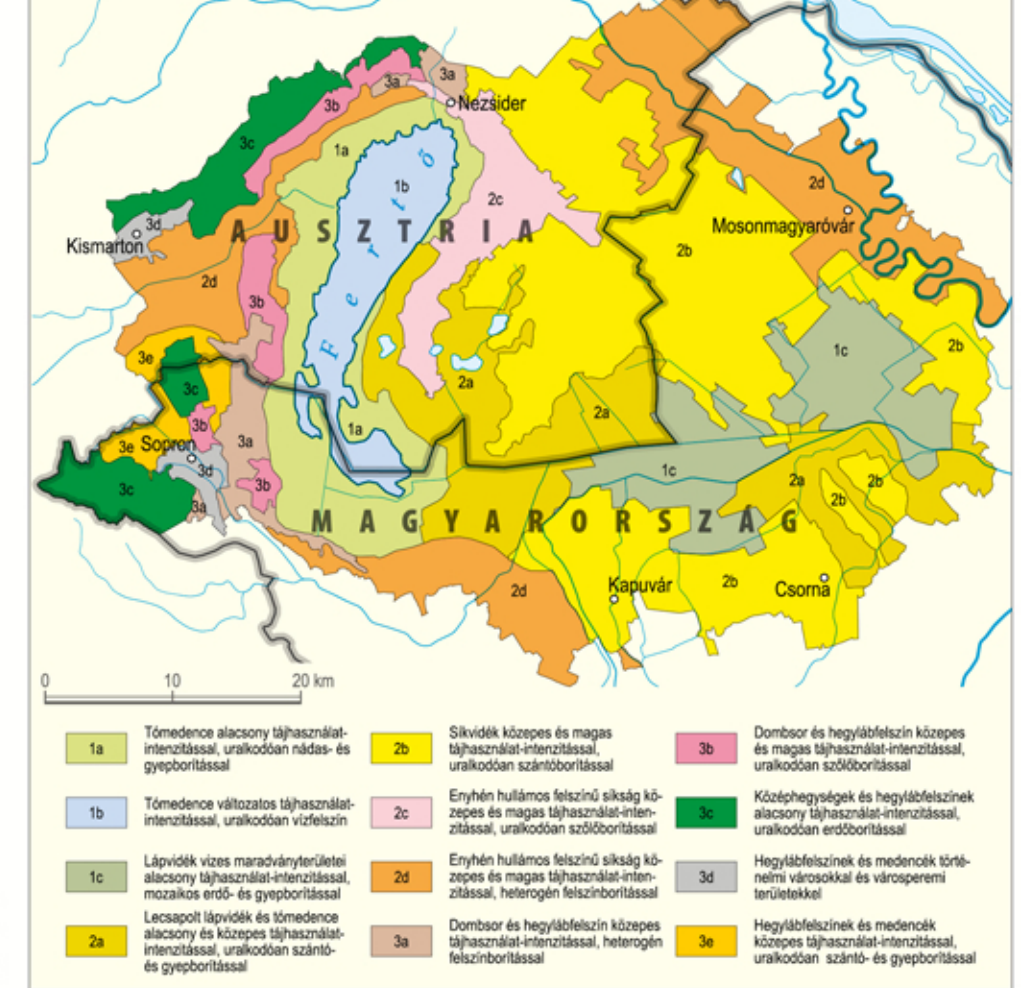 3a
3a
3b
Nezsider
3c
1a
Fertő
1b
2c
2d
3d
Kismarton
AUSZTRIA
Mosonmagyaróvár
2b
2d
3b
3e
1c
2b
3c
2a
2a
3b
1a
3e
Sopron
3a
3d
3c
3b
3a
1c
2a
2b
2b
MAGYARORSZÁG
2d
Kapuvár
2b
Csorna
0 10 20 km
1a
Tómedence alacsony tájhasználat-
intenzitással, uralkodóan nádas- és
gyepborítással
1b
Tómedence változatos tájhasználat-
intenzitással, uralkodóan vízfelszín
1c
Lápvidék vizes maradványterületei
alacsony tájhasználat-intenzitással,
mozaikos erdő- és gyepborítással
2a
Lecsapolt lápvidék és tómedence
alacsony és közepes tájhasználat-
intenzitással, uralkodóan szántó-
és gyepborítással
2b
Síkvidék közepes és magas
tájhasználat-intenzitással,
uralkodóan szántóborítással
2c
Enyhén hullámos felszínű síkság kö-
zepes és magas tájhasználat-inten-
zitással, uralkodóan szőlőborítással
2d
Enyhén hullámos felszínű síkság kö-
zepes és magas tájhasználat-inten-
zitással, heterogén felszínborítással
3a
Dombsor és hegylábfelszín közepes
tájhasználat-intenzitással, heterogén
felszínborítással
3b
Dombsor és hegylábfelszín közepes
és magas tájhasználat-intenzitással,
uralkodóan szőlőborítással
3c
Középhegységek és hegylábfelszínek
alacsony tájhasználat-intenzitással,
uralkodóan erdőborítással
3d
Hegylábfelszínek és medencék törté-
nelmi városokkal és városperemi
területekkel
3e
Hegylábfelszínek és medencék
közepes tájhasználat-intenzitással,
uralkodóan szántó- és gyepborítással